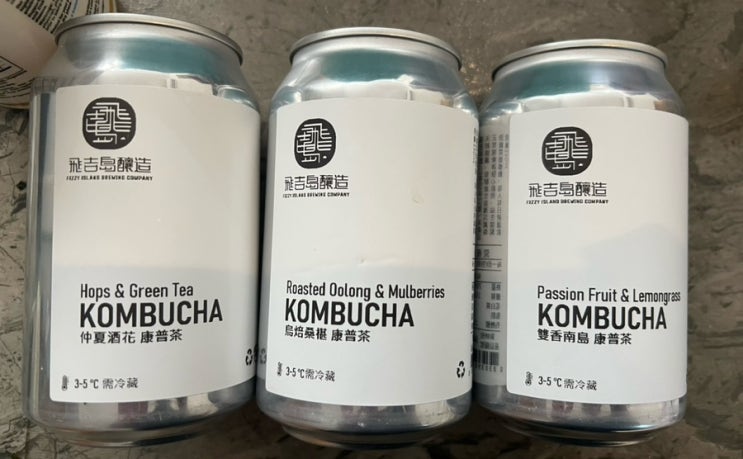 飛吉島釀造
FIZZY ISLAND BREWING COMPANY
Hops & Green Tea
KOMBUCHA
仲夏酒花 康普茶
3-5℃需冷藏
飛吉島釀造
FIZZY ISLAND BREWING COMPANY
Roasted Oolong & Mulberries
KOMBUCHA
烏焙桑椹 康普茶
3-5℃需冷藏
飛吉島釀造
FIZZY ISLAND BREWING COMPANY
Passion Fruit & Lemongrass
KOMBUCHA
雙香南島 康普茶
3-5℃需冷藏